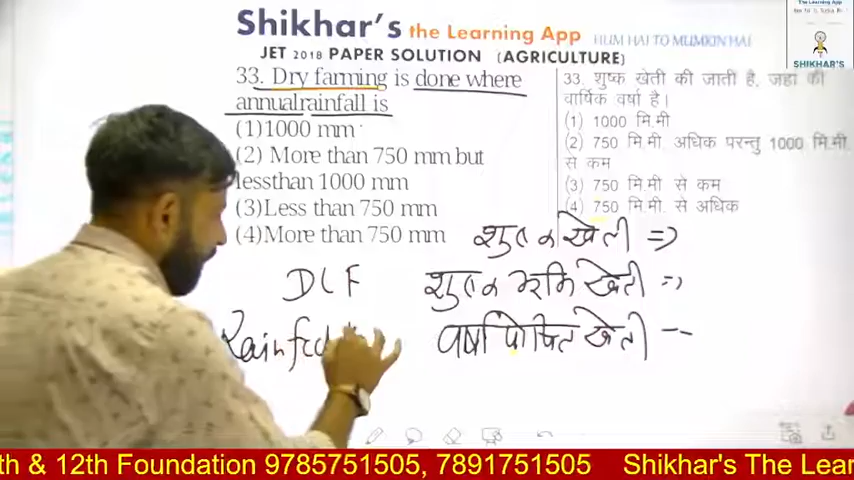 Shikhar's the Learning App
HUM HAI TO MUMKIN HAI
SHIKHAR'S
JET 2018 PAPER SOLUTION (AGRICULTURE)
33. Dry farming is done where
annualrainfall is
(1)1000 mm
(2) More than 750 mm but
lessthan 1000 mm
(3)Less than 750 mm
(4)More than 750 mm
33. शुष्क खेती की जाती है, जहां की
वार्षिक वर्षा है।
(1) 1000 मि.मी
(2) 750 मि.मी. अधिक परन्तु 1000 मी.मी
से कम
(3) 750 मि.मी से कम
(4) 750 मि.मी. से अधिक
शुष्क खेती =>
DLF शुष्क भूमि खेती =>
Rainfed वर्षा पोषित खेती --
th & 12th Foundation 9785751505, 7891751505 Shikhar's The Lear